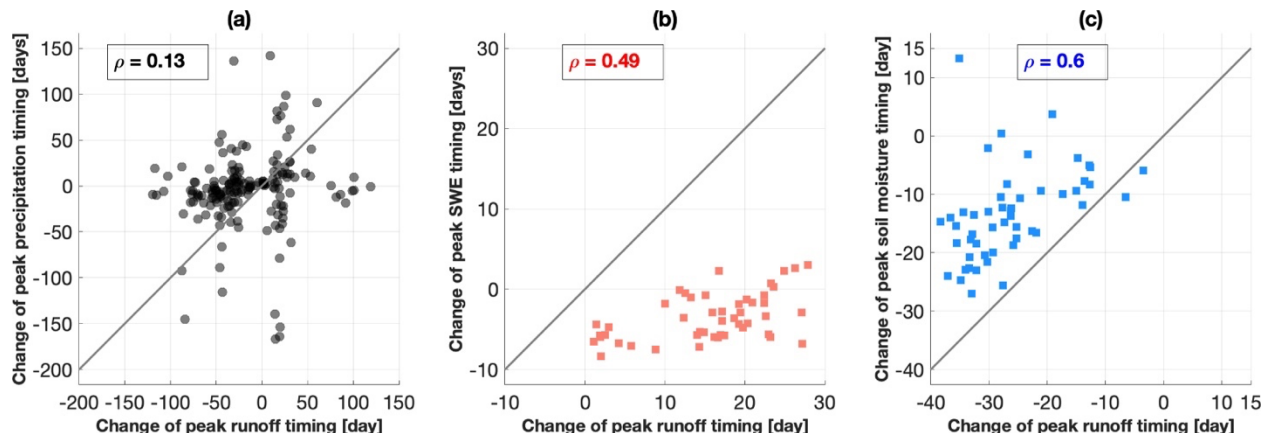 (a)
ρ = 0.13
Change of peak precipitation timing [days]
150
100
50
0
-50
-100
-150
-200
-200 -150 -100 -50 0 50 100 150
Change of peak runoff timing [day]
(b)
ρ = 0.49
Change of peak SWE timing [days]
30
20
10
0
-10
-10 0 10 20 30
Change of peak runoff timing [day]
(c)
ρ = 0.6
Change of peak soil moisture timing [day]
15
10
0
-10
-20
-30
-40
-40 -30 -20 -10 0 10 15
Change of peak runoff timing [day]